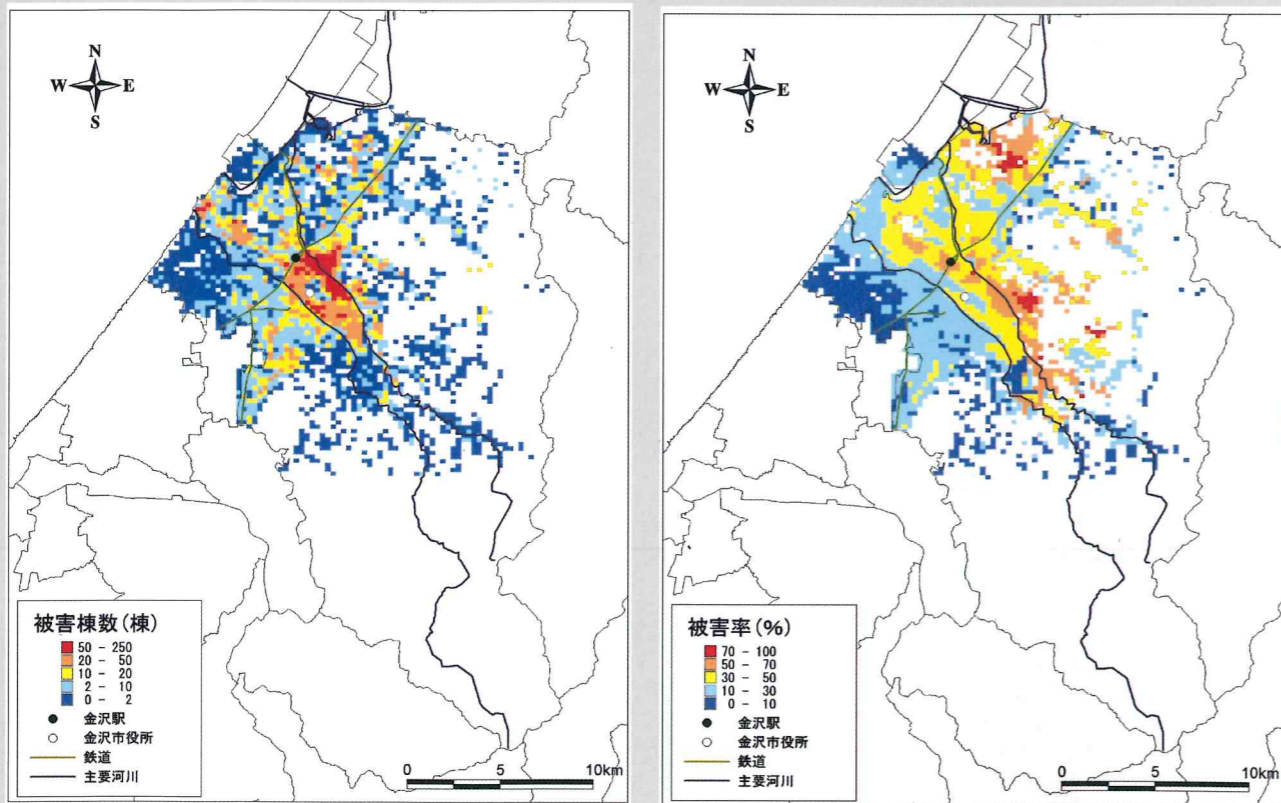 N
W E
S
被害棟数(棟)
50 - 250
20 - 50
10 - 20
2 - 10
0 - 2
金沢駅
金沢市役所
鉄道
主要河川
0 5 10km
N
W E
S
被害率(%)
70 - 100
50 - 70
30 - 50
10 - 30
0 - 10
金沢駅
金沢市役所
鉄道
主要河川
0 5 10km